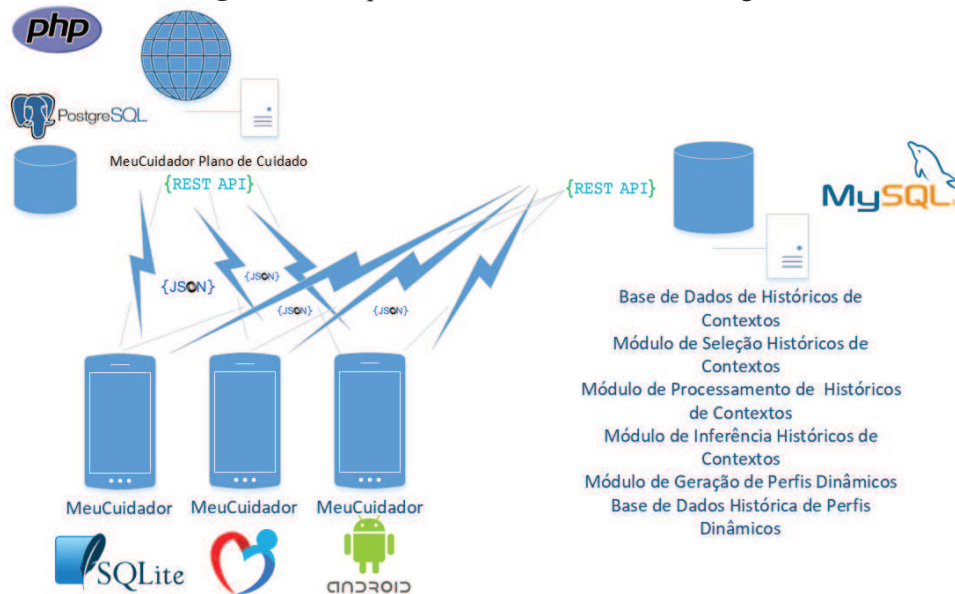 php
PostgreSQL
MeuCuidador Plano de Cuidado
{REST API}
{REST API}
MySQL
{JSON}
{JSON}
{JSON}
{JSON}
Base de Dados de Históricos de
Contextos
Módulo de Seleção Históricos de
Contextos
Módulo de Processamento de Históricos
de Contextos
Módulo de Inferência Históricos de
Contextos
Módulo de Geração de Perfis Dinâmicos
Base de Dados Histórica de Perfis
Dinâmicos
MeuCuidador MeuCuidador MeuCuidador
SQLite
ANDROID